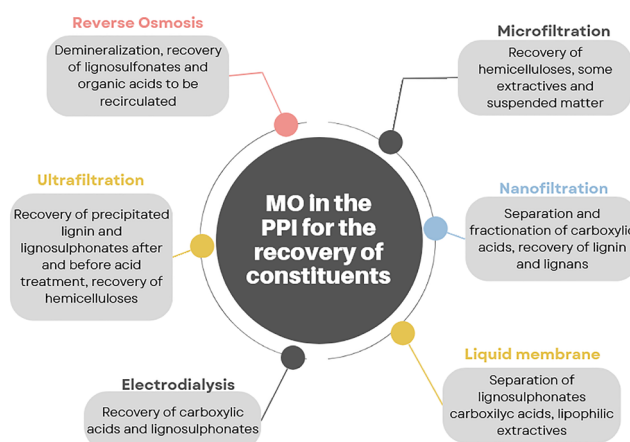 Reverse Osmosis
Demineralization, recovery
of lignosulfonates and
organic acids to be
recirculated
Microfiltration
Recovery of
hemicelluloses, some
extractives and
suspended matter
Ultrafiltration
Recovery of precipitated
lignin and
lignosulphonates after
and before acid
treatment, recovery of
hemicelluloses
MO in the
PPI for the
recovery of
constituents
Nanofiltration
Separation and
fractionation of carboxylic
acids, recovery of lignin
and lignans
Electrodialysis
Recovery of carboxylic
acids and lignosulphonates
Liquid membrane
Separation of
lignosulphonates
carboxilyc acids, lipophilic
extractives